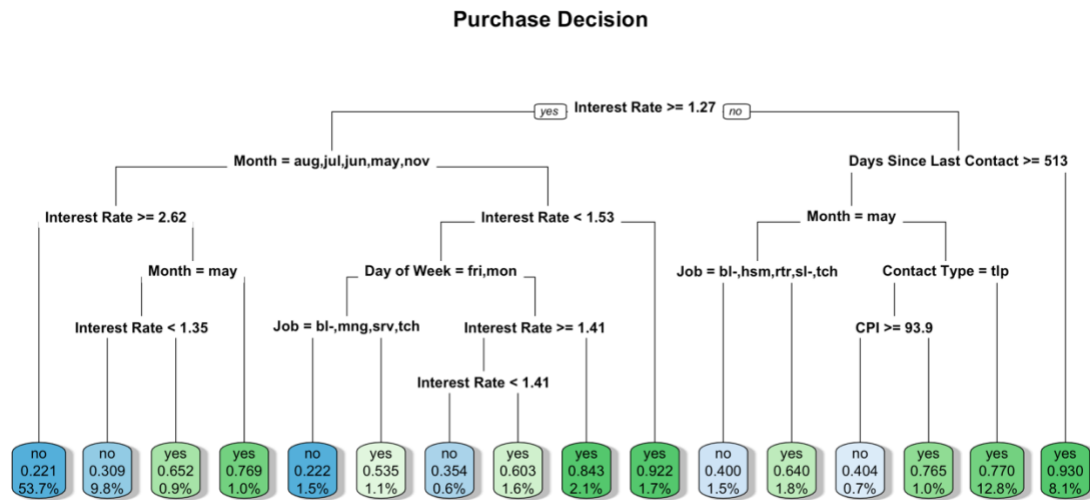 Purchase Decision
yes Interest Rate >= 1.27 no
Month = aug,jul,jun,may,nov
Days Since Last Contact >= 513
Interest Rate >= 2.62
Interest Rate < 1.53
Month = may
Month = may
Day of Week = fri,mon
Job = bl-,hsm,rtr,sl-,tch
Contact Type = tlp
Interest Rate < 1.35
Job = bl-,mng,srv,tch
Interest Rate >= 1.41
CPI >= 93.9
Interest Rate < 1.41
no no yes yes no yes no yes yes yes no yes no yes yes yes
0.221 0.309 0.652 0.769 0.222 0.535 0.354 0.603 0.843 0.922 0.400 0.640 0.404 0.765 0.770 0.930
53.7% 9.8% 0.9% 1.0% 1.5% 1.1% 0.6% 1.6% 2.1% 1.7% 1.5% 1.8% 0.7% 1.0% 12.8% 8.1%